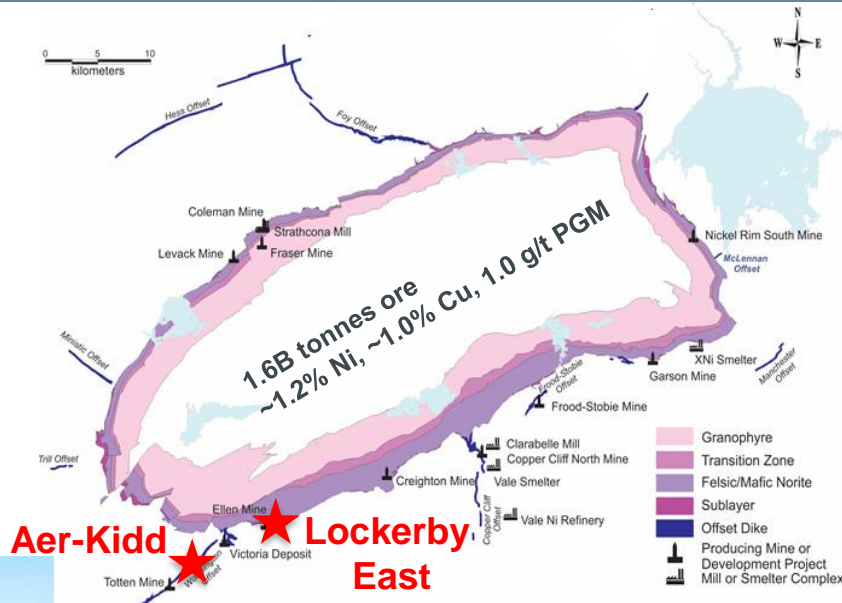 N
W E
S
0 5 10
kilometers
Hess Offset
Foy Offset
Coleman Mine
Strathcona Mill
Levack Mine
Fraser Mine
Nickel Rim South Mine
McLennan
Offset
1.6B tonnes ore
~1.2% Ni, ~1.0% Cu, 1.0 g/t PGM
Ministic Offset
XNi Smelter
Garson Mine
Manchester
Offset
Frood-Stobie
Offset
Frood-Stobie Mine
Trill Offset
Clarabelle Mill
Copper Cliff North Mine
Vale Smelter
Creighton Mine
Copper Cliff
Offset
Vale Ni Refinery
Ellen Mine
Aer-Kidd
Lockerby
East
Victoria Deposit
Totten Mine
Offset
Granophyre
Transition Zone
Felsic/Mafic Norite
Sublayer
Offset Dike
Producing Mine or
Development Project
Mill or Smelter Complex